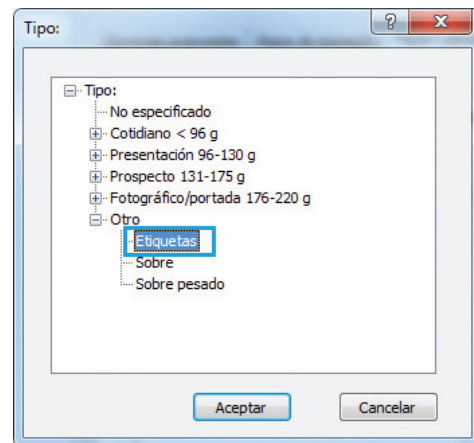 Tipo:
Tipo:
No especificado
Cotidiano < 96 g
Presentación 96-130 g
Prospecto 131-175 g
Fotográfico/portada 176-220 g
Otro
Etiquetas
Sobre
Sobre pesado
Aceptar
Cancelar